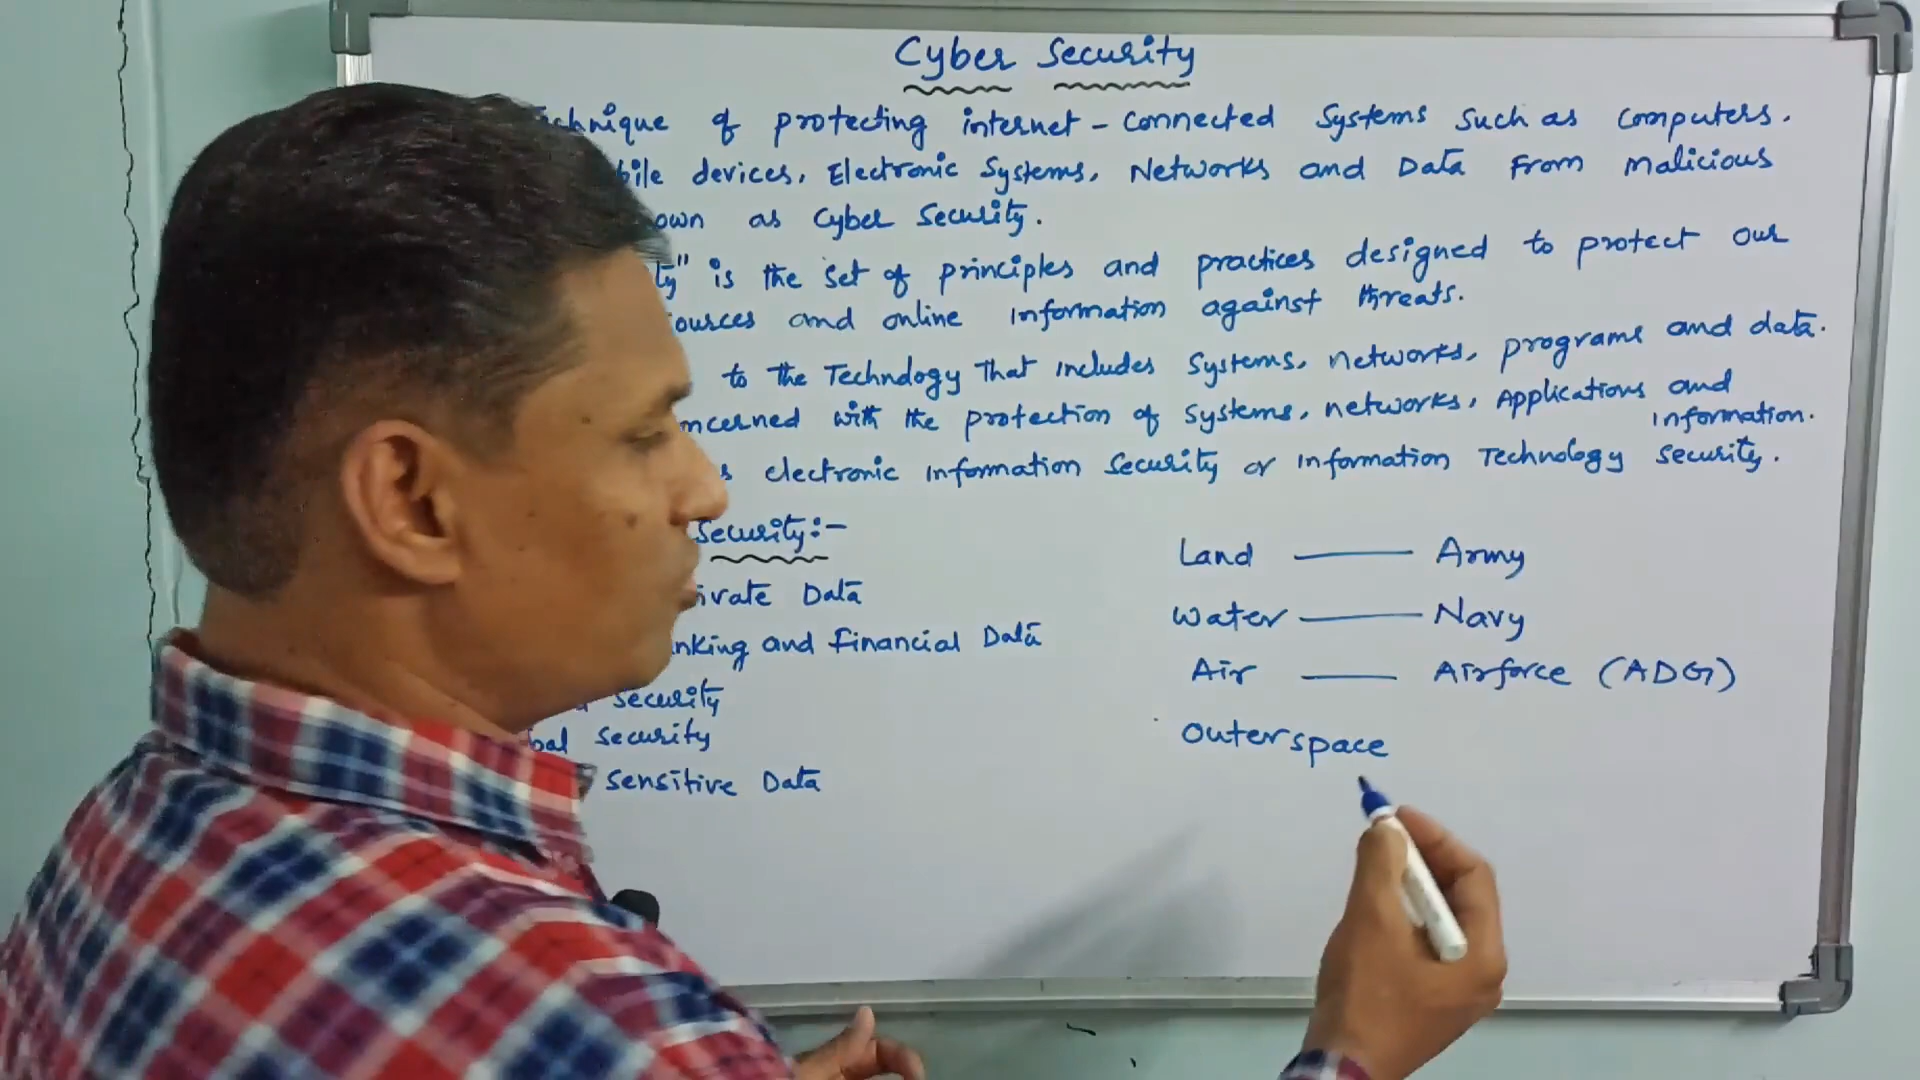 Cyber Security
technique of protecting internet - connected Systems Such as computers.
bile devices, Electronic Systems, Networks and Data From malicious
own as Cyber Security.
ty" is the set of principles and practices designed to protect our
ources and online information against threats.
to the Technology that includes Systems, networks, programs and data.
ncerned with the protection of systems, networks, Applications and
information.
s electronic information security or information Technology Security.
Security:-
ivate Data
nking and financial Data
security
bal security
sensitive Data
Land — Army
Water — Navy
Air — Airforce (ADG)
Outerspace